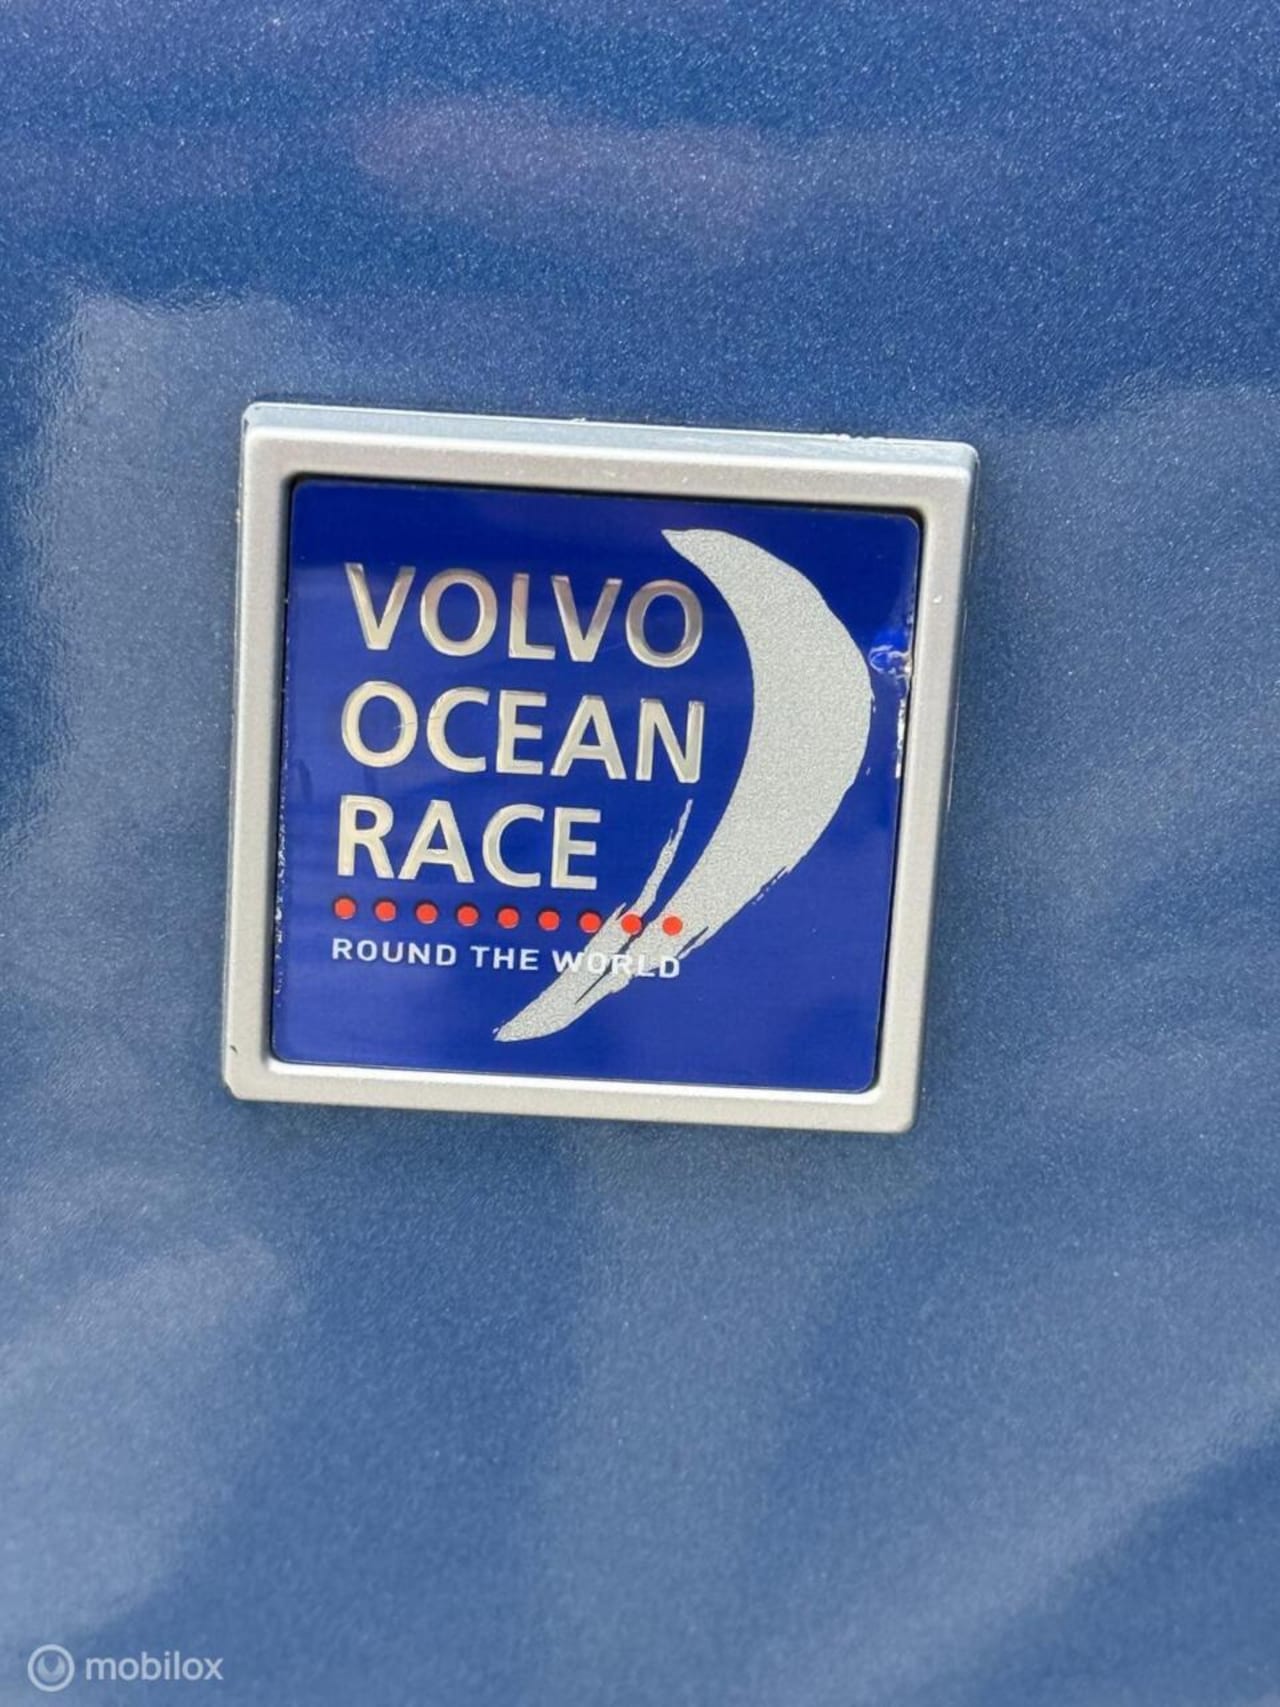 VOLVO
OCEAN
RACE
ROUND THE WORLD
mobilox